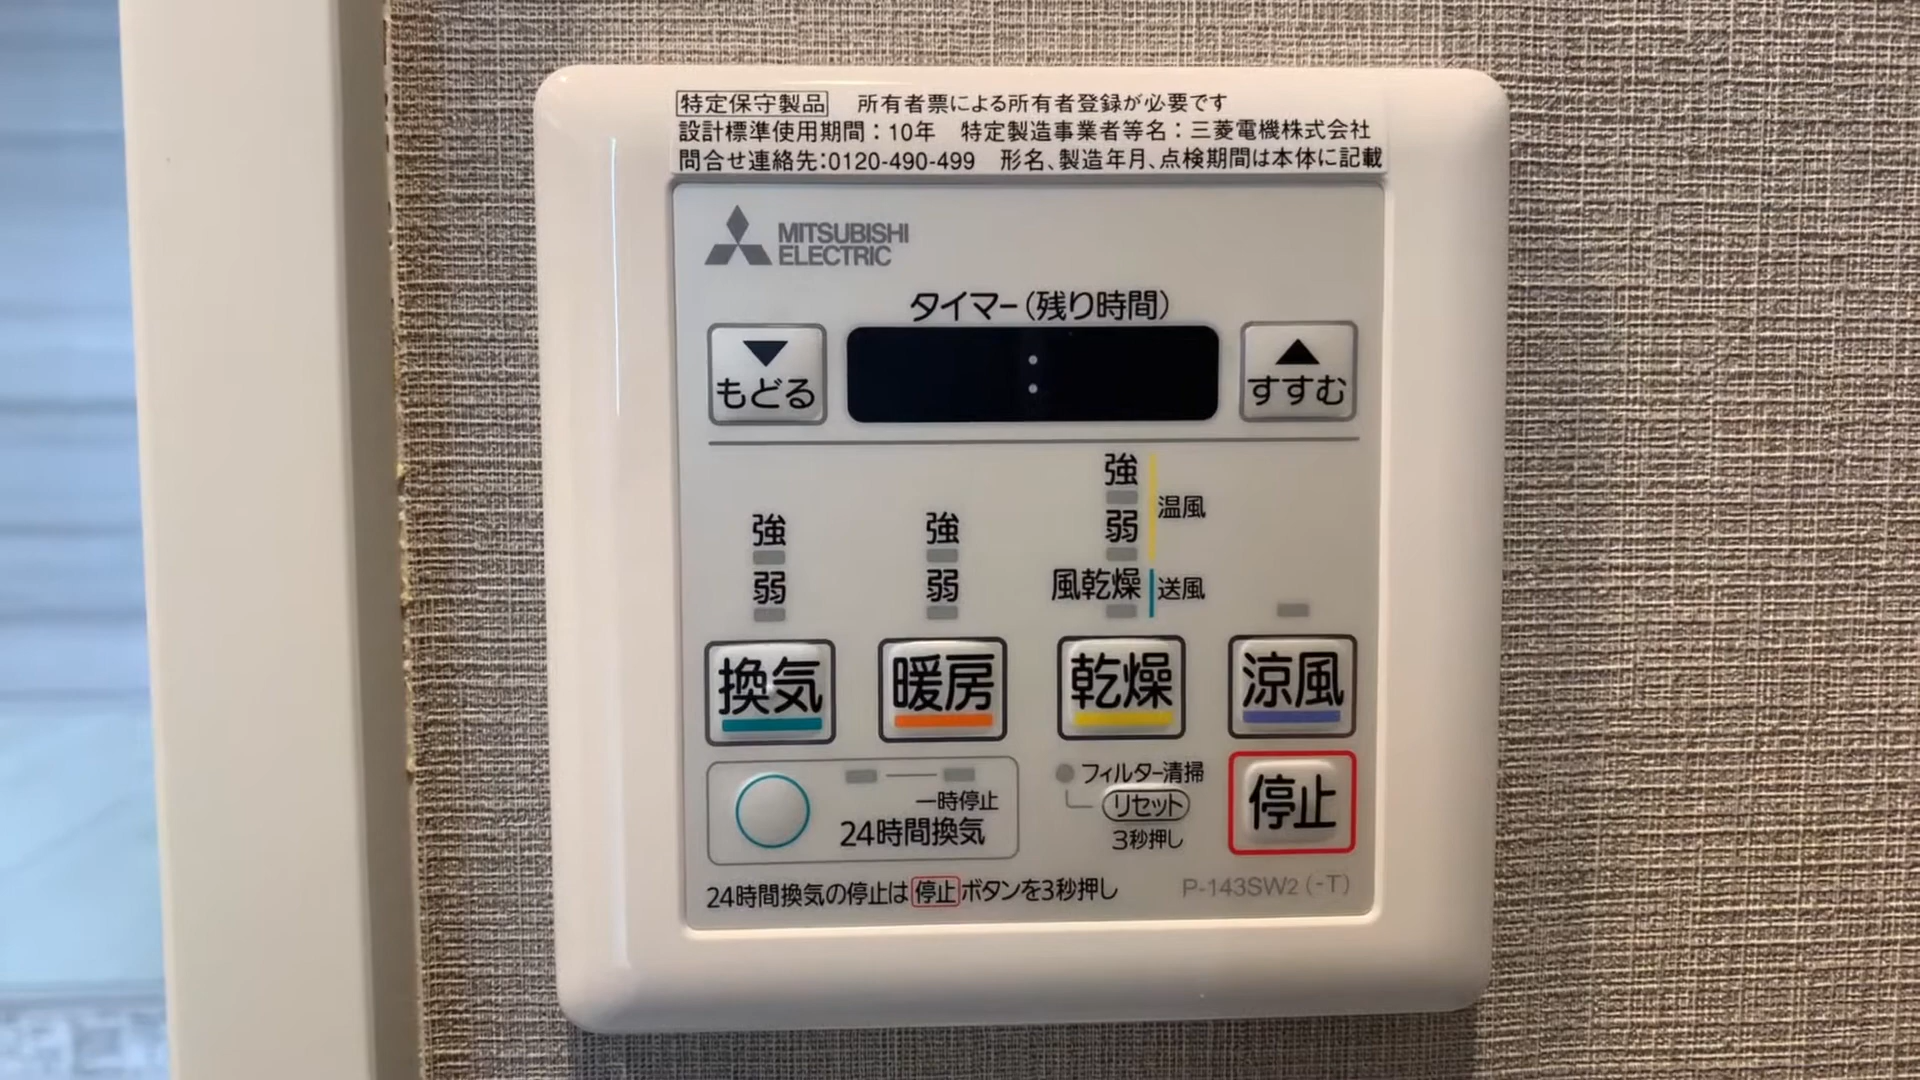 特定保守製品 所有者票による所有者登録が必要です
設計標準使用期間：10年 特定製造事業者等名：三菱電機株式会社
問合せ連絡先：0120-490-499 形名、製造年月、点検期間は本体に記載
MITSUBISHI
ELECTRIC
タイマー（残り時間）
▼
もどる
:
▲
すすむ
強
弱
強
弱
強
弱
温風
風乾燥
送風
換気
暖房
乾燥
涼風
一時停止
24時間換気
フィルター清掃
リセット
3秒押し
停止
24時間換気の停止は停止ボタンを3秒押し
P-143SW2（-T）